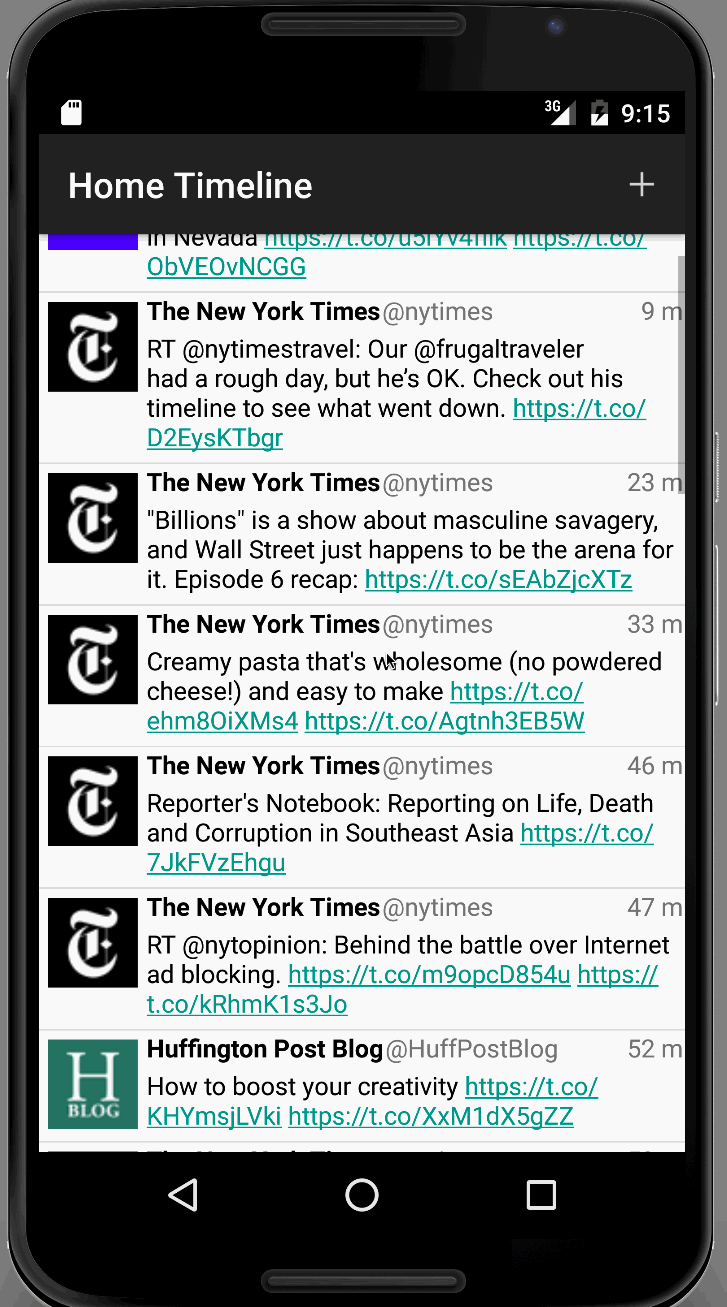 3G 9:15
Home Timeline +
in Nevada https://t.co/
ObVEOvNCGG
The New York Times@nytimes 9 m
RT @nytimestravel: Our @frugaltraveler
had a rough day, but he’s OK. Check out his
timeline to see what went down. https://t.co/
D2EysKTbgr
The New York Times@nytimes 23 m
"Billions" is a show about masculine savagery,
and Wall Street just happens to be the arena for
it. Episode 6 recap: https://t.co/sEAbZjcXTz
The New York Times@nytimes 33 m
Creamy pasta that's wholesome (no powdered
cheese!) and easy to make https://t.co/
ehm8OiXMs4 https://t.co/Agtnh3EB5W
The New York Times@nytimes 46 m
Reporter's Notebook: Reporting on Life, Death
and Corruption in Southeast Asia https://t.co/
7JkFVzEhgu
The New York Times@nytimes 47 m
RT @nytopinion: Behind the battle over Internet
ad blocking. https://t.co/m9opcD854u https://
t.co/kRhmK1s3Jo
Huffington Post Blog@HuffPostBlog 52 m
H
BLOG
How to boost your creativity https://t.co/
KHYmsjLVki https://t.co/XxM1dX5gZZ